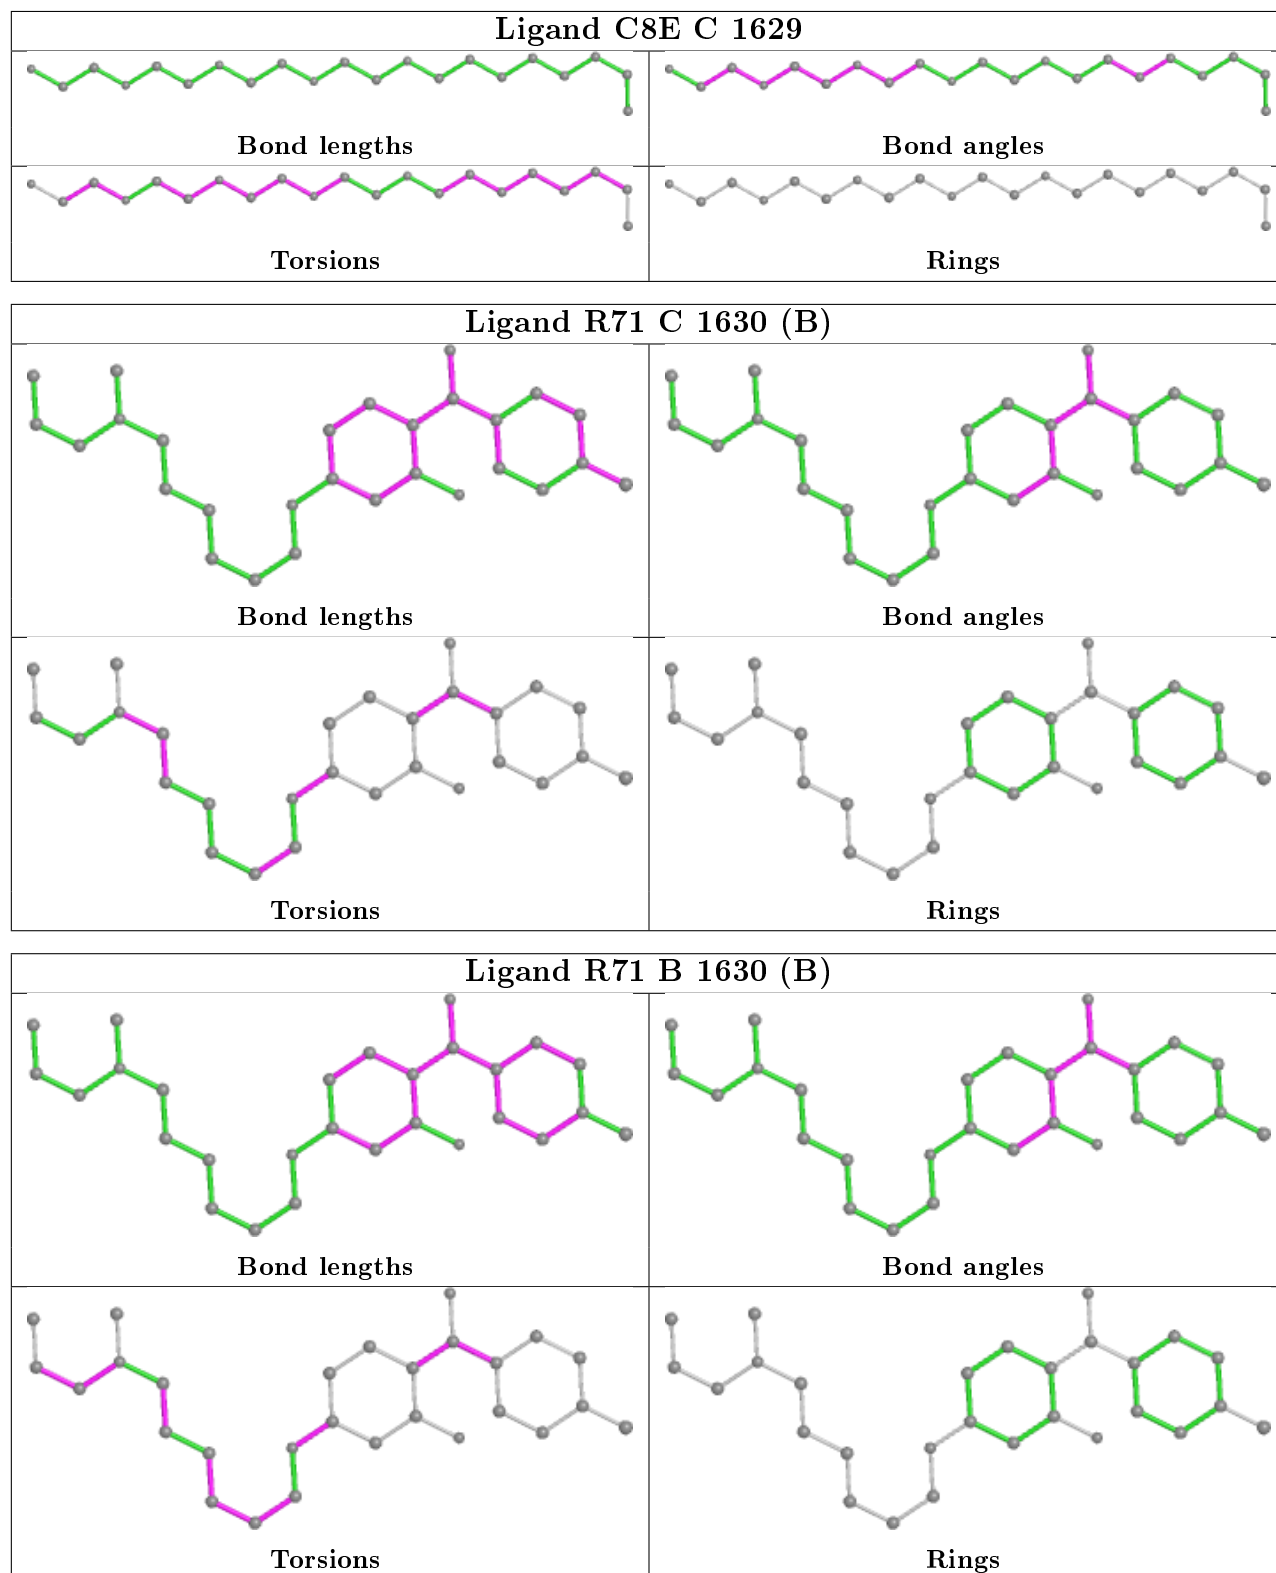 Ligand C8E C 1629
Bond lengths
Bond angles
Torsions
Rings
Ligand R71 C 1630 (B)
Bond lengths
Bond angles
Torsions
Rings
Ligand R71 B 1630 (B)
Bond lengths
Bond angles
Torsions
Rings